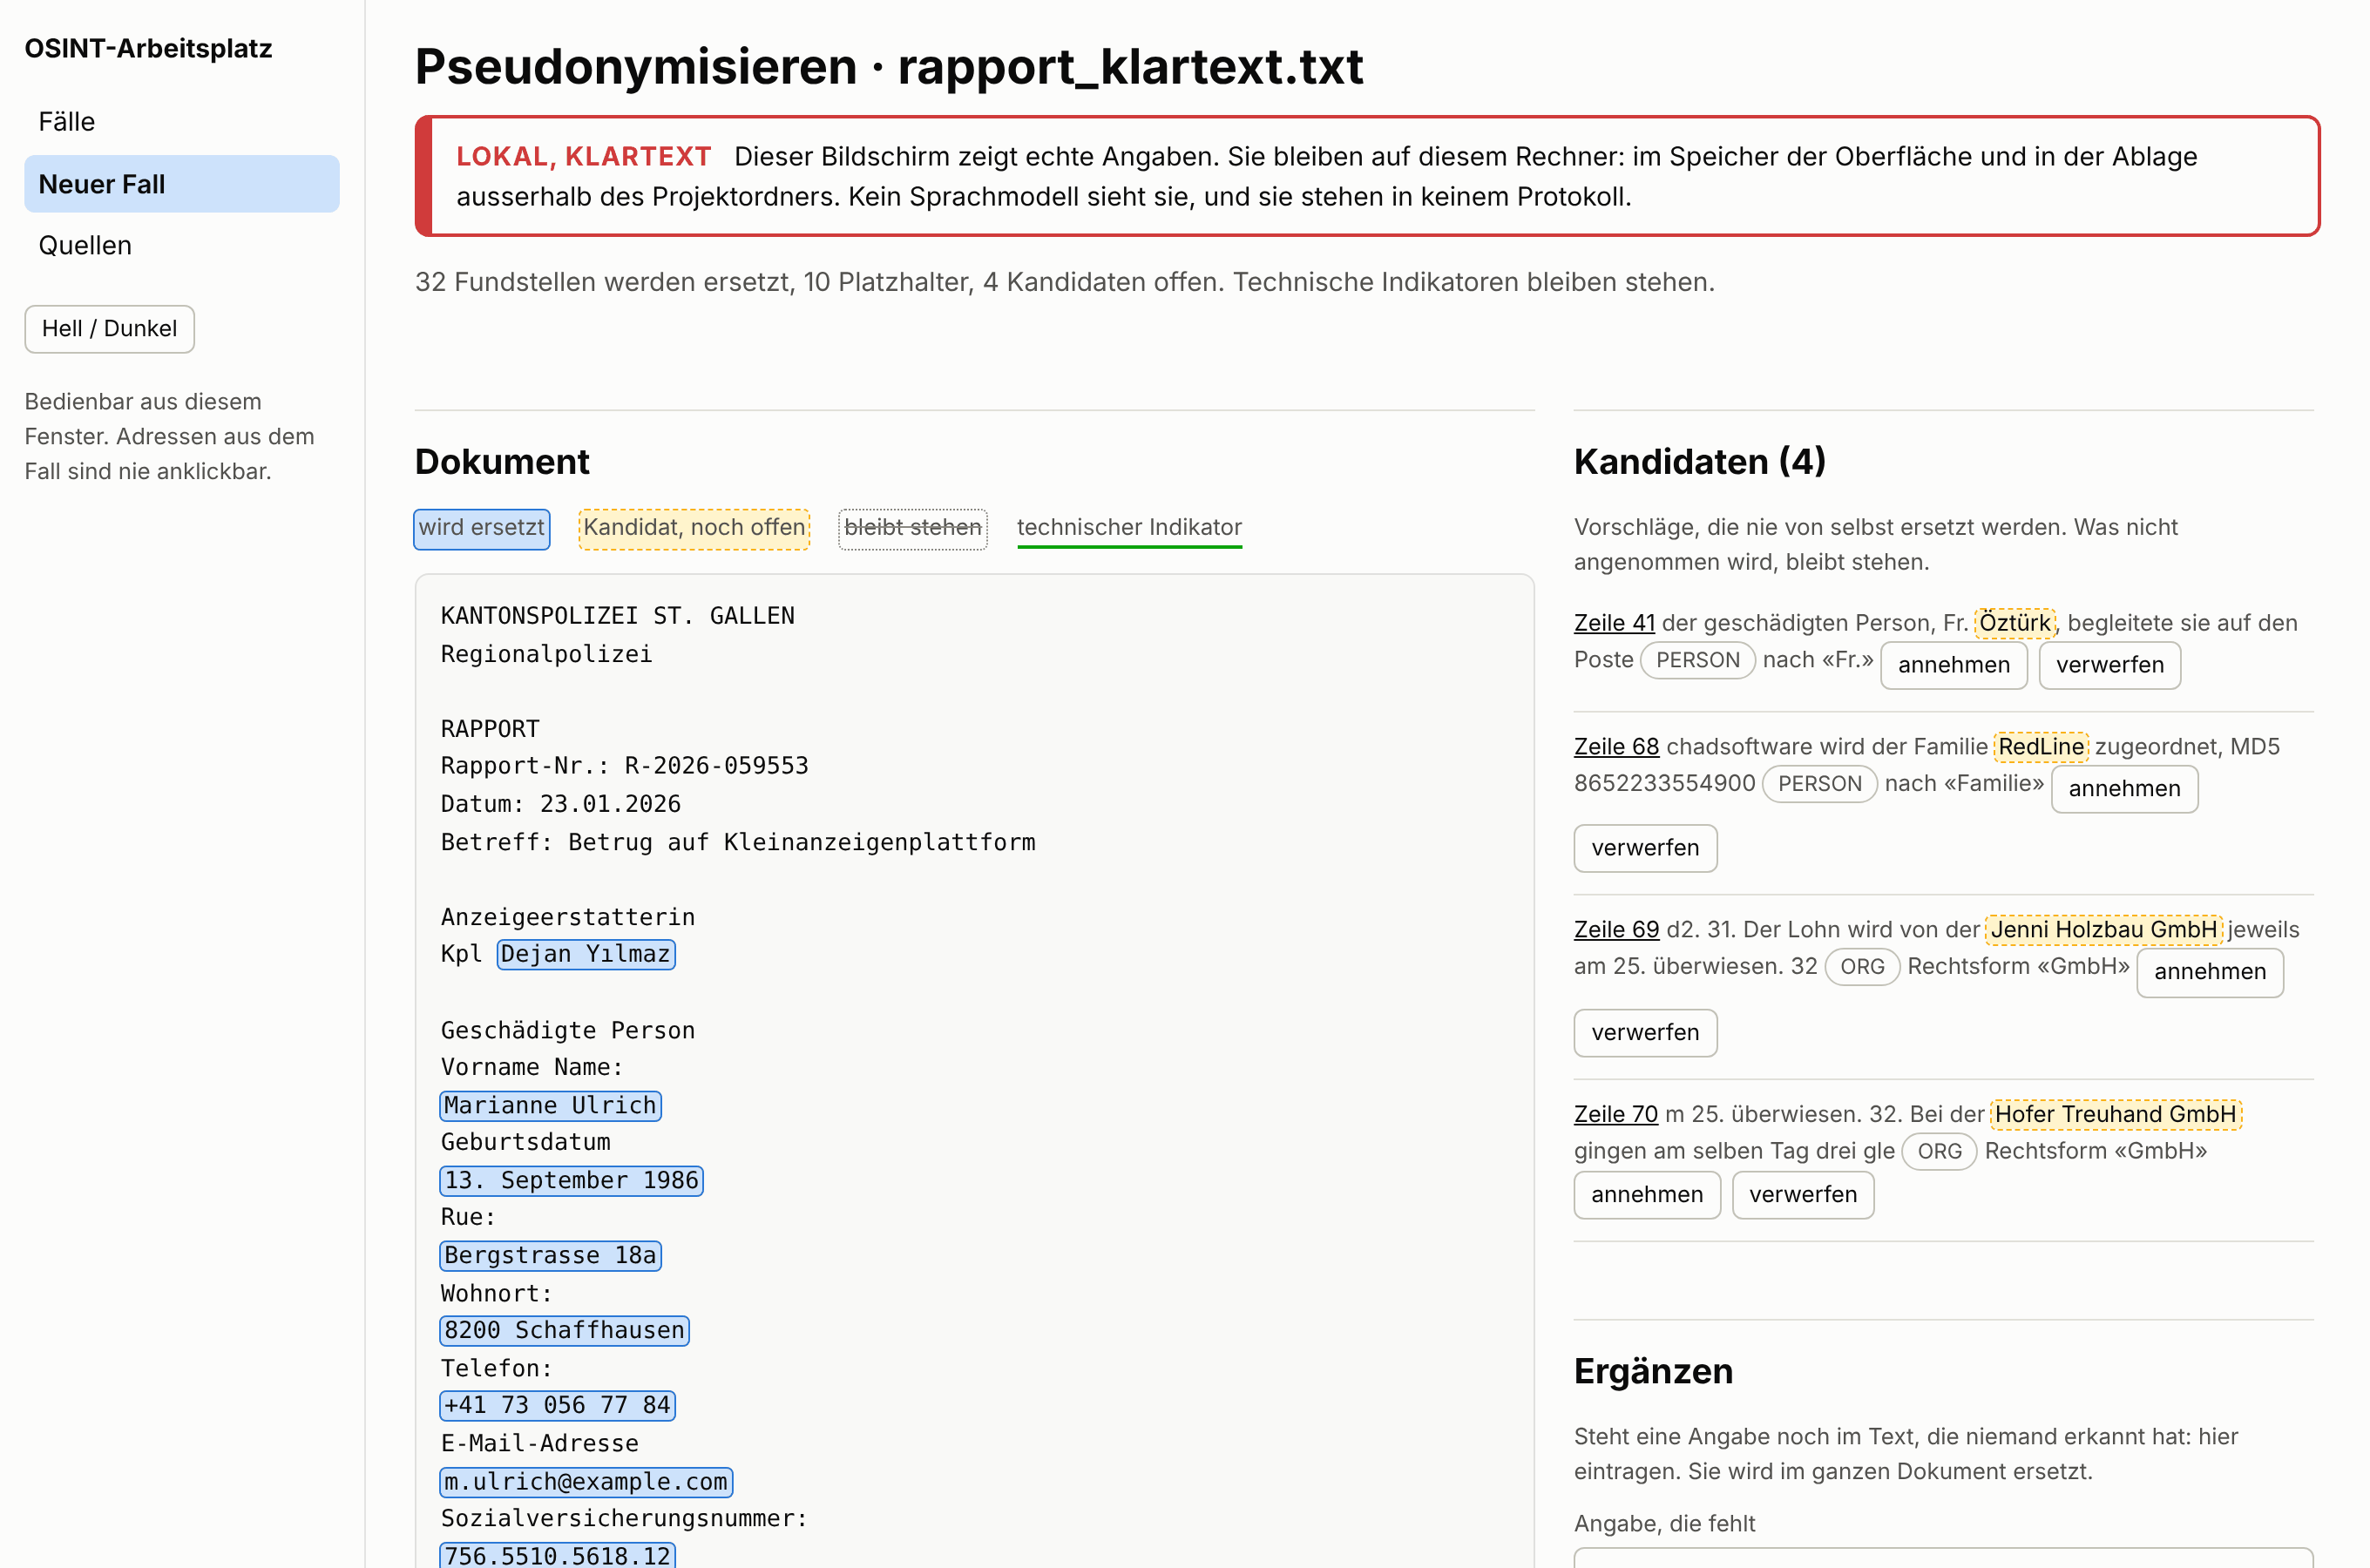 OSINT-Arbeitsplatz
Fälle
Neuer Fall
Quellen
Hell / Dunkel
Bedienbar aus diesem
Fenster. Adressen aus dem
Fall sind nie anklickbar.
Pseudonymisieren · rapport_klartext.txt
LOKAL, KLARTEXT Dieser Bildschirm zeigt echte Angaben. Sie bleiben auf diesem Rechner: im Speicher der Oberfläche und in der Ablage
ausserhalb des Projektordners. Kein Sprachmodell sieht sie, und sie stehen in keinem Protokoll.
32 Fundstellen werden ersetzt, 10 Platzhalter, 4 Kandidaten offen. Technische Indikatoren bleiben stehen.
Dokument
wird ersetzt Kandidat, noch offen bleibt stehen technischer Indikator
KANTONSPOLIZEI ST. GALLEN
Regionalpolizei
RAPPORT
Rapport-Nr.: R-2026-059553
Datum: 23.01.2026
Betreff: Betrug auf Kleinanzeigenplattform
Anzeigeerstatterin
Kpl Dejan Yılmaz
Geschädigte Person
Vorname Name:
Marianne Ulrich
Geburtsdatum
13. September 1986
Rue:
Bergstrasse 18a
Wohnort:
8200 Schaffhausen
Telefon:
+41 73 056 77 84
E-Mail-Adresse
m.ulrich@example.com
Sozialversicherungsnummer:
756.5510.5618.12
Kandidaten (4)
Vorschläge, die nie von selbst ersetzt werden. Was nicht
angenommen wird, bleibt stehen.
Zeile 41 der geschädigten Person, Fr. Öztürk, begleitete sie auf den
Poste PERSON nach «Fr.» annehmen verwerfen
Zeile 68 chadsoftware wird der Familie RedLine zugeordnet, MD5
8652233554900 PERSON nach «Familie» annehmen
verwerfen
Zeile 69 d2. 31. Der Lohn wird von der Jenni Holzbau GmbH jeweils
am 25. überwiesen. 32 ORG Rechtsform «GmbH» annehmen
verwerfen
Zeile 70 m 25. überwiesen. 32. Bei der Hofer Treuhand GmbH
gingen am selben Tag drei gle ORG Rechtsform «GmbH»
annehmen verwerfen
Ergänzen
Steht eine Angabe noch im Text, die niemand erkannt hat: hier
eintragen. Sie wird im ganzen Dokument ersetzt.
Angabe, die fehlt